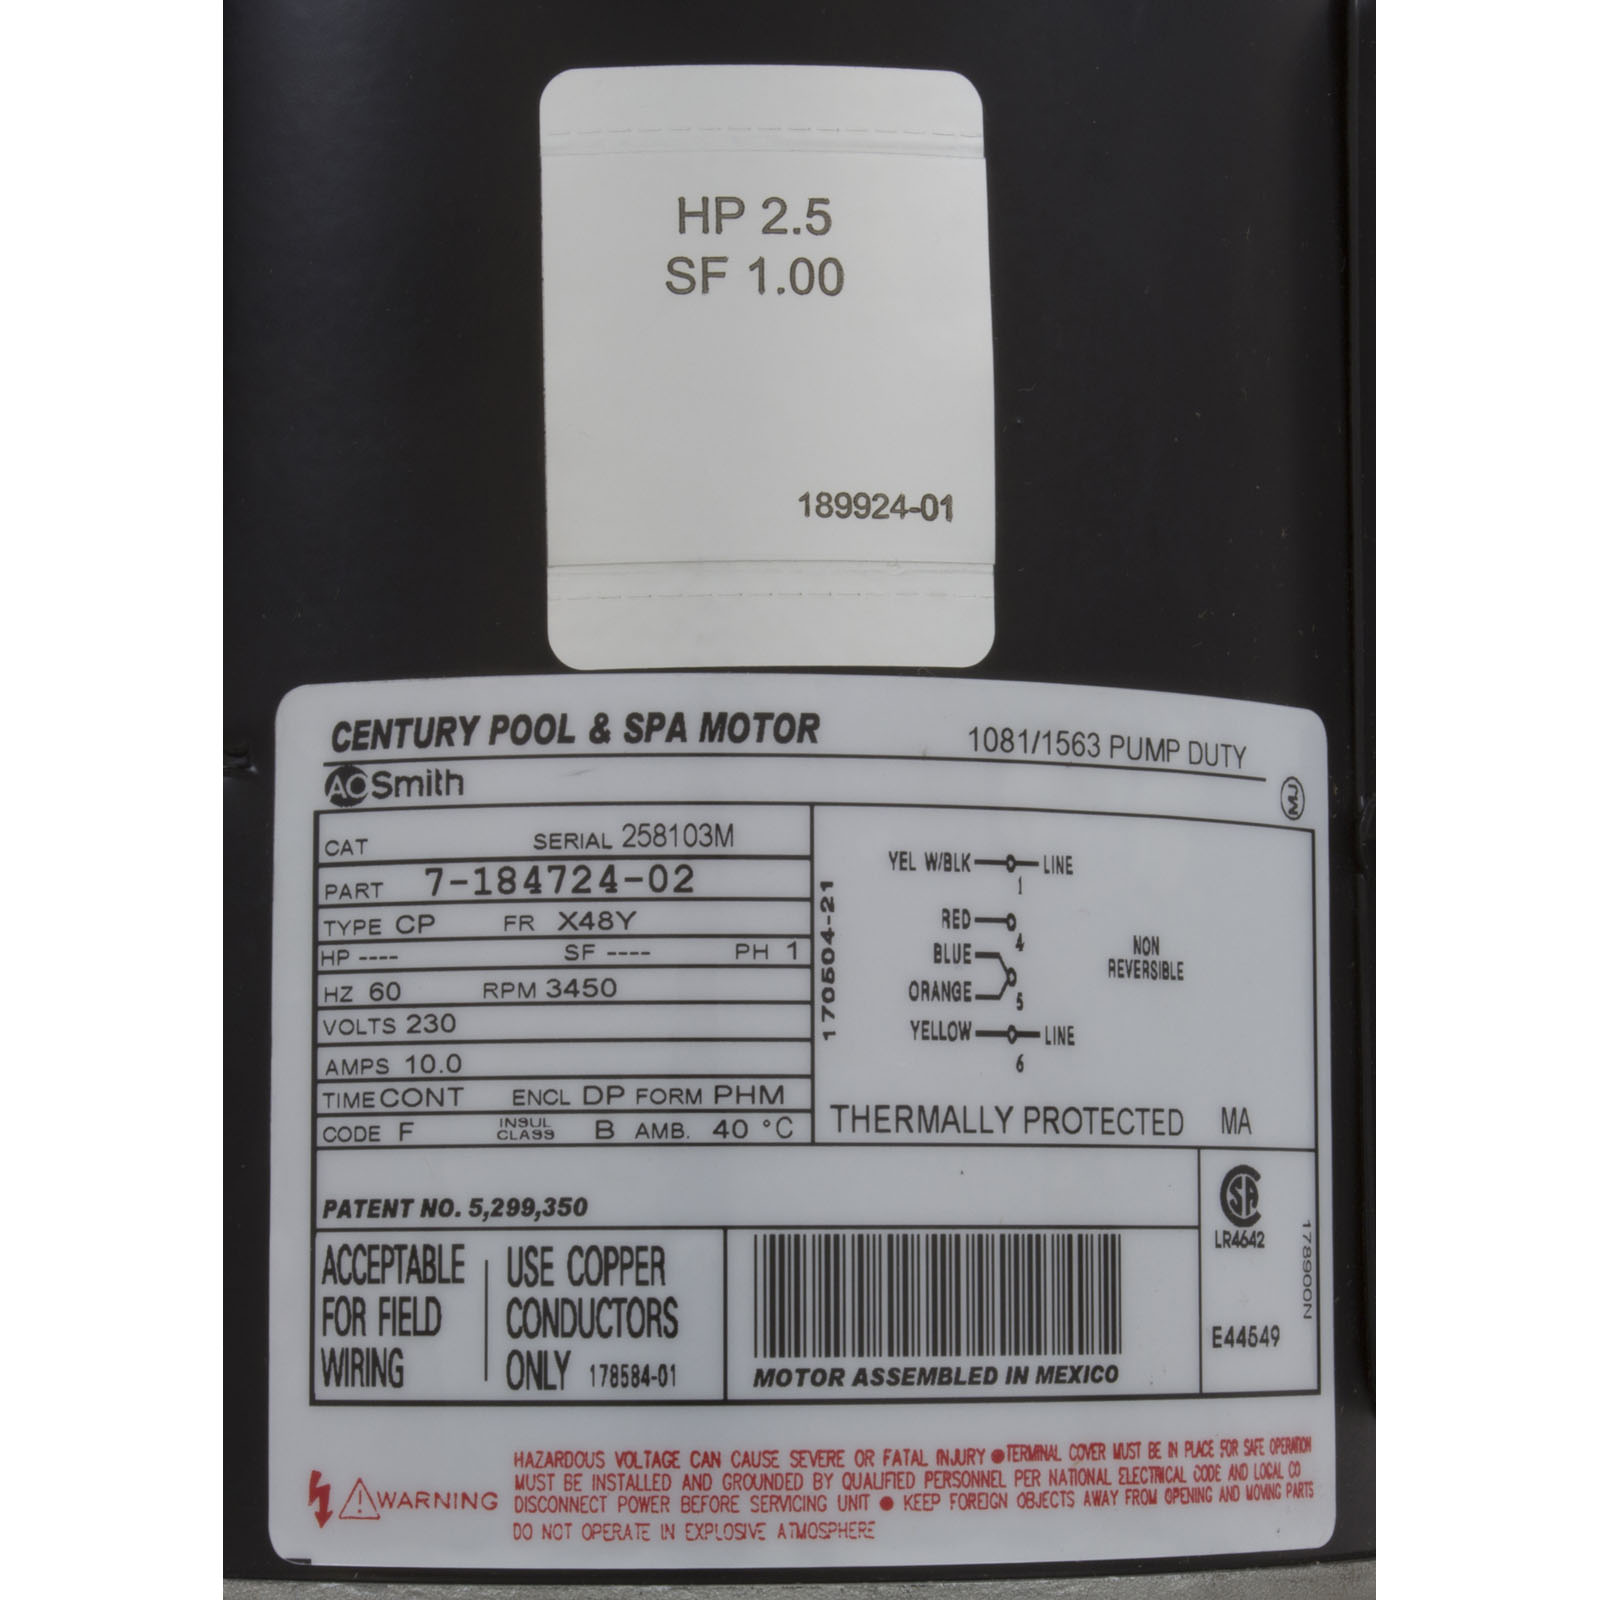 HP 2.5
SF 1.00
189924-01
CENTURY POOL & SPA MOTOR
1081/1563 PUMP DUTY
AO Smith
MJ
CAT SERIAL 258103M
PART 7-184724-02
TYPE CP FR X48Y
HP ---- SF ---- PH 1
HZ 60 RPM 3450
VOLTS 230
AMPS 10.0
TIME CONT ENCL DP FORM PHM
CODE F INSUL CLASS B AMB. 40 °C
170504-21
YEL W/BLK LINE
1
RED
4
BLUE
ORANGE
5
YELLOW LINE
6
NON
REVERSIBLE
THERMALLY PROTECTED MA
PATENT NO. 5,299,350
SA
LR4642
178900N
E44549
ACCEPTABLE
FOR FIELD
WIRING
USE COPPER
CONDUCTORS
ONLY 178584-01
MOTOR ASSEMBLED IN MEXICO
WARNING
HAZARDOUS VOLTAGE CAN CAUSE SEVERE OR FATAL INJURY ● TERMINAL COVER MUST BE IN PLACE FOR SAFE OPERATION
MUST BE INSTALLED AND GROUNDED BY QUALIFIED PERSONNEL PER NATIONAL ELECTRICAL CODE AND LOCAL CO
DISCONNECT POWER BEFORE SERVICING UNIT ● KEEP FOREIGN OBJECTS AWAY FROM OPENING AND MOVING PARTS
DO NOT OPERATE IN EXPLOSIVE ATMOSPHERE